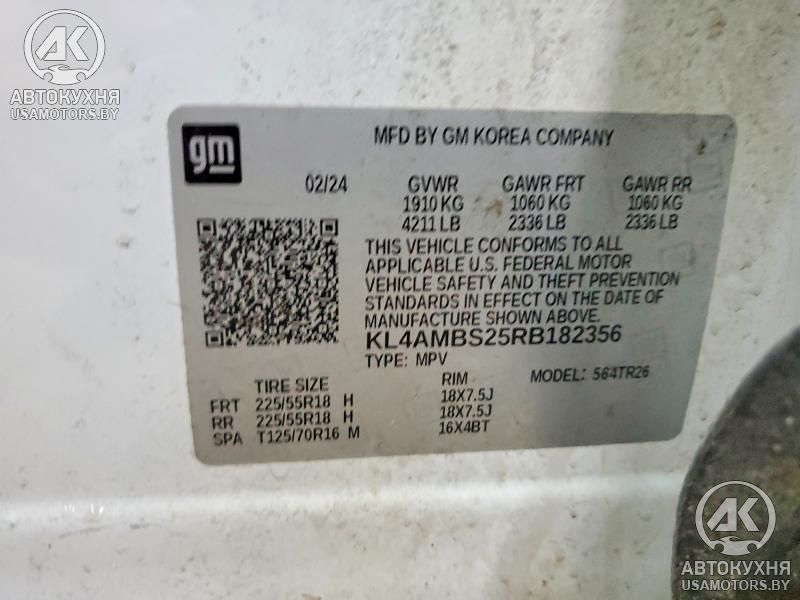 AK
АВТОКУХНЯ
USAMOTORS.BY
gm
MFD BY GM KOREA COMPANY
02/24 GVWR GAWR FRT GAWR RR
1910 KG 1060 KG 1060 KG
4211 LB 2336 LB 2336 LB
THIS VEHICLE CONFORMS TO ALL
APPLICABLE U.S. FEDERAL MOTOR
VEHICLE SAFETY AND THEFT PREVENTION
STANDARDS IN EFFECT ON THE DATE OF
MANUFACTURE SHOWN ABOVE.
KL4AMBS25RB182356
TYPE: MPV MODEL: 564TR26
TIRE SIZE RIM
FRT 225/55R18 H 18X7.5J
RR 225/55R18 H 18X7.5J
SPA T125/70R16 M 16X4BT
AK
АВТОКУХНЯ
USAMOTORS.BY